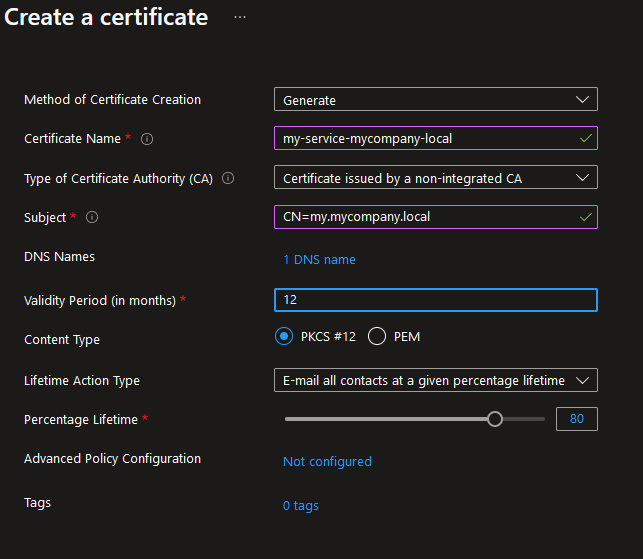 Create a certificate ...
Method of Certificate Creation Generate
Certificate Name * my-service-mycompany-local
Type of Certificate Authority (CA) Certificate issued by a non-integrated CA
Subject * CN=my.mycompany.local
DNS Names 1 DNS name
Validity Period (in months) * 12
Content Type PKCS #12 PEM
Lifetime Action Type E-mail all contacts at a given percentage lifetime
Percentage Lifetime * 80
Advanced Policy Configuration Not configured
Tags 0 tags